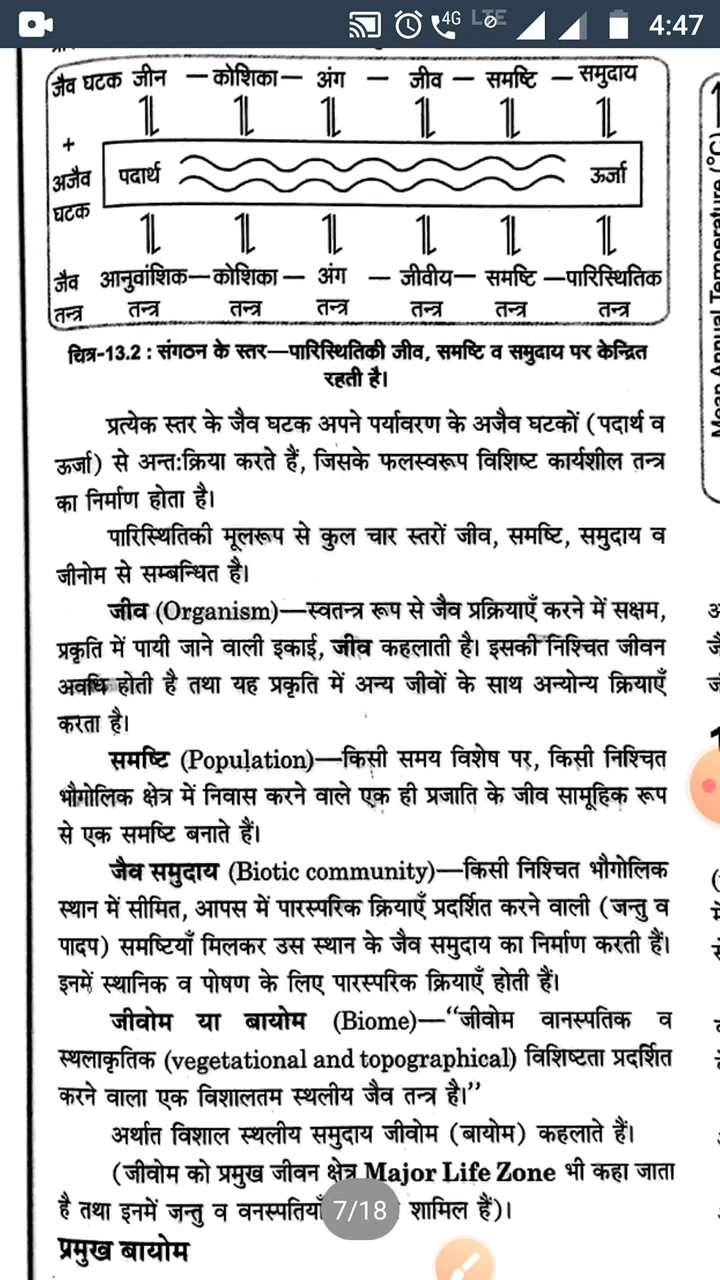 4G LTE 4:47
जैव घटक जीन — कोशिका — अंग — जीव — समष्टि — समुदाय
+
अजैव घटक
पदार्थ ऊर्जा
जैव तन्त्र आनुवांशिक तन्त्र — कोशिका तन्त्र — अंग तन्त्र — जीवीय तन्त्र — समष्टि तन्त्र — पारिस्थितिक तन्त्र
चित्र-13.2 : संगठन के स्तर—पारिस्थितिकी जीव, समष्टि व समुदाय पर केन्द्रित
रहती है।
प्रत्येक स्तर के जैव घटक अपने पर्यावरण के अजैव घटकों (पदार्थ व
ऊर्जा) से अन्त:क्रिया करते हैं, जिसके फलस्वरूप विशिष्ट कार्यशील तन्त्र
का निर्माण होता है।
पारिस्थितिकी मूलरूप से कुल चार स्तरों जीव, समष्टि, समुदाय व
जीनोम से सम्बन्धित है।
जीव (Organism)—स्वतन्त्र रूप से जैव प्रक्रियाएँ करने में सक्षम,
प्रकृति में पायी जाने वाली इकाई, जीव कहलाती है। इसकी निश्चित जीवन
अवधि होती है तथा यह प्रकृति में अन्य जीवों के साथ अन्योन्य क्रियाएँ
करता है।
समष्टि (Population)—किसी समय विशेष पर, किसी निश्चित
भौगोलिक क्षेत्र में निवास करने वाले एक ही प्रजाति के जीव सामूहिक रूप
से एक समष्टि बनाते हैं।
जैव समुदाय (Biotic community)—किसी निश्चित भौगोलिक
स्थान में सीमित, आपस में पारस्परिक क्रियाएँ प्रदर्शित करने वाली (जन्तु व
पादप) समष्टियाँ मिलकर उस स्थान के जैव समुदाय का निर्माण करती हैं।
इनमें स्थानिक व पोषण के लिए पारस्परिक क्रियाएँ होती हैं।
जीवोम या बायोम (Biome)—“जीवोम वानस्पतिक व
स्थलाकृतिक (vegetational and topographical) विशिष्टता प्रदर्शित
करने वाला एक विशालतम स्थलीय जैव तन्त्र है।”
अर्थात विशाल स्थलीय समुदाय जीवोम (बायोम) कहलाते हैं।
(जीवोम को प्रमुख जीवन क्षेत्र Major Life Zone भी कहा जाता
है तथा इनमें जन्तु व वनस्पतियाँ शामिल हैं)।
7/18
प्रमुख बायोम
Mean Annual Temperature (°C)